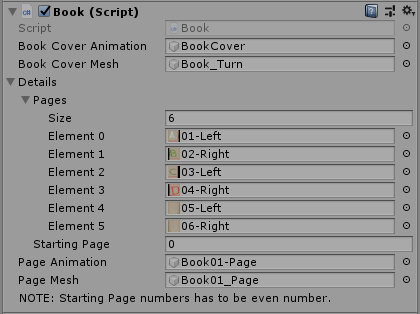 Book (Script)
Script Book
Book Cover Animation BookCover
Book Cover Mesh Book_Turn
Details
Pages
Size 6
Element 0 01-Left
Element 1 02-Right
Element 2 03-Left
Element 3 04-Right
Element 4 05-Left
Element 5 06-Right
Starting Page 0
Page Animation Book01-Page
Page Mesh Book01_Page
NOTE: Starting Page numbers has to be even number.